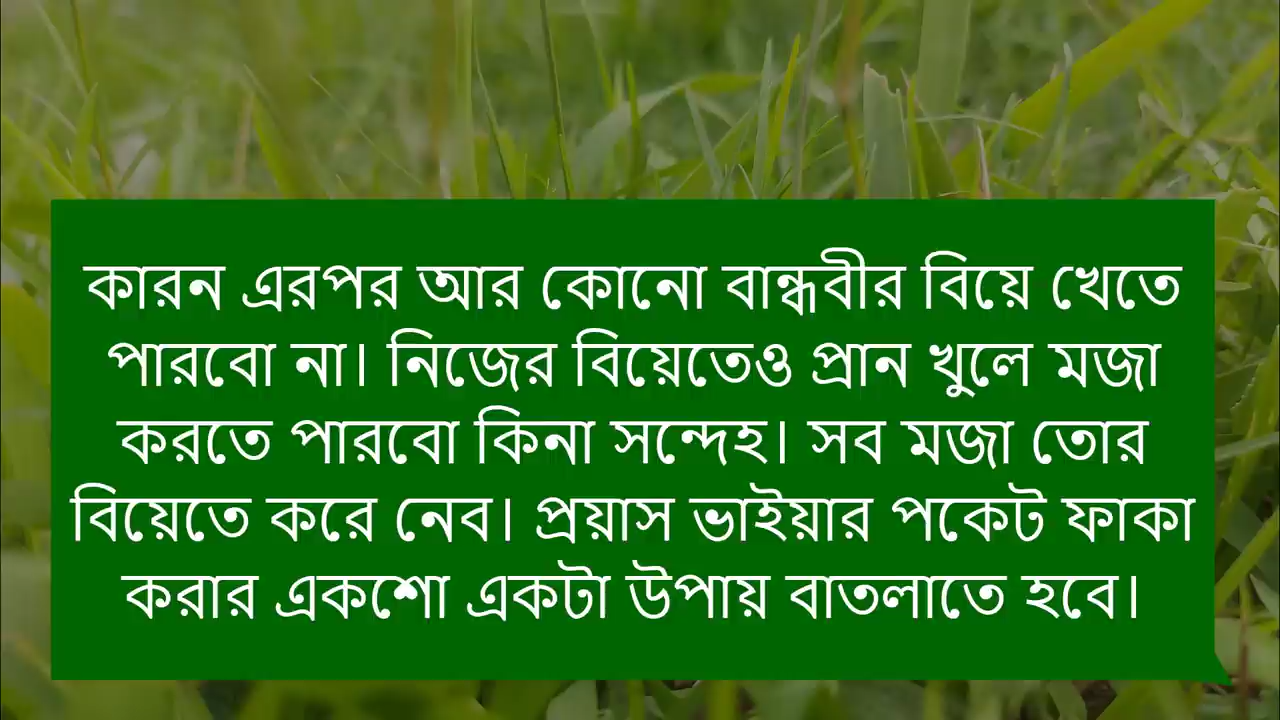 কারন এরপর আর কোনো বান্ধবীর বিয়ে খেতে
পারবো না। নিজের বিয়েতেও প্রান খুলে মজা
করতে পারবো কিনা সন্দেহ। সব মজা তোর
বিয়েতে করে নেব। প্রয়াস ভাইয়ার পকেট ফাকা
করার একশো একটা উপায় বাতলাতে হবে।